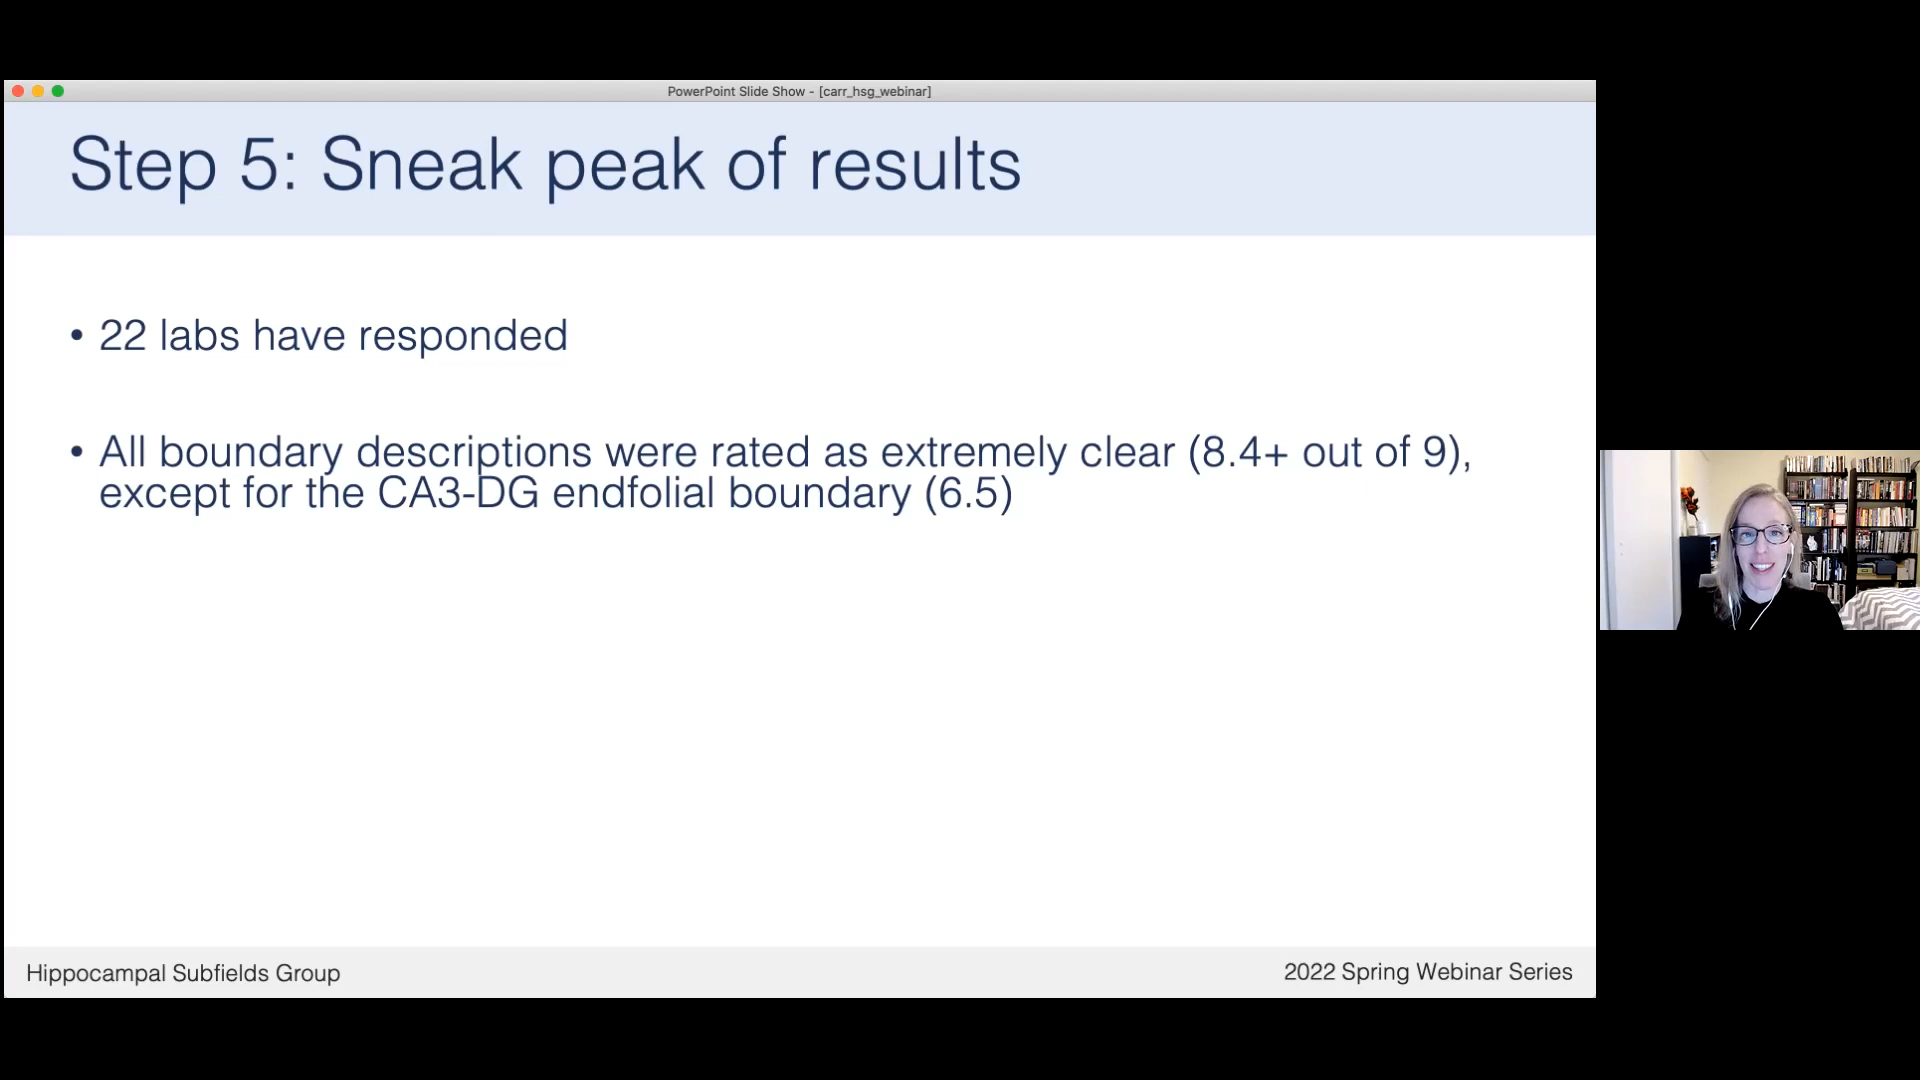 PowerPoint Slide Show - [carr_hsg_webinar]
Step 5: Sneak peak of results
• 22 labs have responded
• All boundary descriptions were rated as extremely clear (8.4+ out of 9),
except for the CA3-DG endfolial boundary (6.5)
Hippocampal Subfields Group
2022 Spring Webinar Series